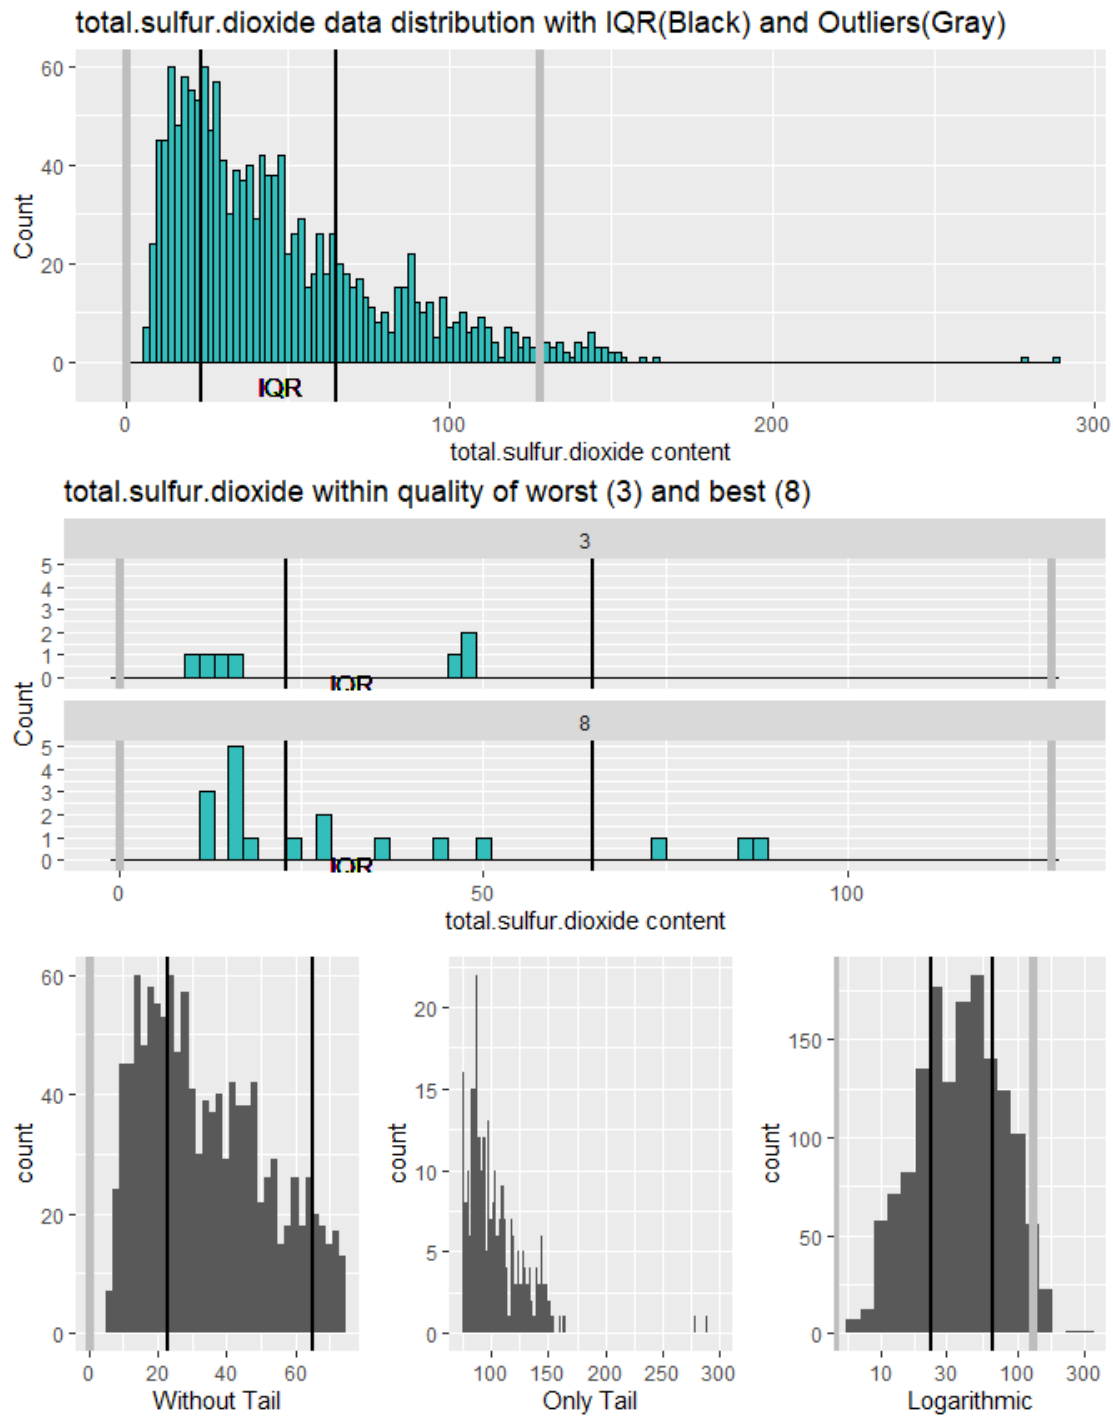 total.sulfur.dioxide data distribution with IQR(Black) and Outliers(Gray)
60
40
20
0
Count
IQR
0 100 200 300
total.sulfur.dioxide content
total.sulfur.dioxide within quality of worst (3) and best (8)
3
5
4
3
2
1
0
IQR
Count
8
5
4
3
2
1
0
IQR
0 50 100
total.sulfur.dioxide content
60
40
20
0
count
0 20 40 60
Without Tail
20
15
10
5
0
count
100 150 200 250 300
Only Tail
150
100
50
0
count
10 30 100 300
Logarithmic